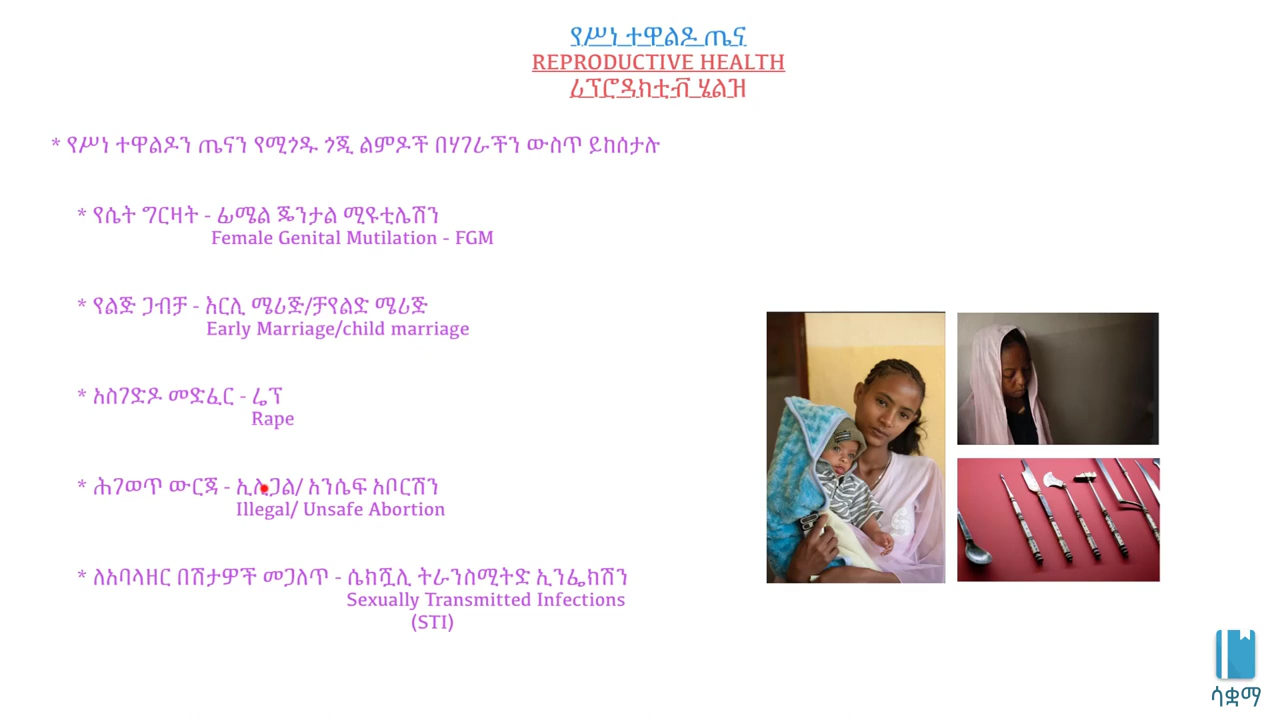 የሥነ ተዋልዶ ጤና
REPRODUCTIVE HEALTH
ሪፕሮዳክቲቭ ሄልዝ
* የሥነ ተዋልዶን ጤናን የሚጎዱ ጎጂ ልምዶች በሃገራችን ውስጥ ይከሰታሉ
* የሴት ግርዛት - ፊሜል ጄንታል ሚዩቲሌሽን
Female Genital Mutilation - FGM
* የልጅ ጋብቻ - እርሊ ሜሪጅ/ቻየልድ ሜሪጅ
Early Marriage/child marriage
* አስገድዶ መድፈር - ሬፕ
Rape
* ሕገወጥ ውርጃ - ኢሊጋል/ አንሴፍ አቦርሽን
Illegal/ Unsafe Abortion
* ለአባላዘር በሽታዎች መጋለጥ - ሴክሿሊ ትራንስሚትድ ኢንፌክሽን
Sexually Transmitted Infections
(STI)
ሳቋማ